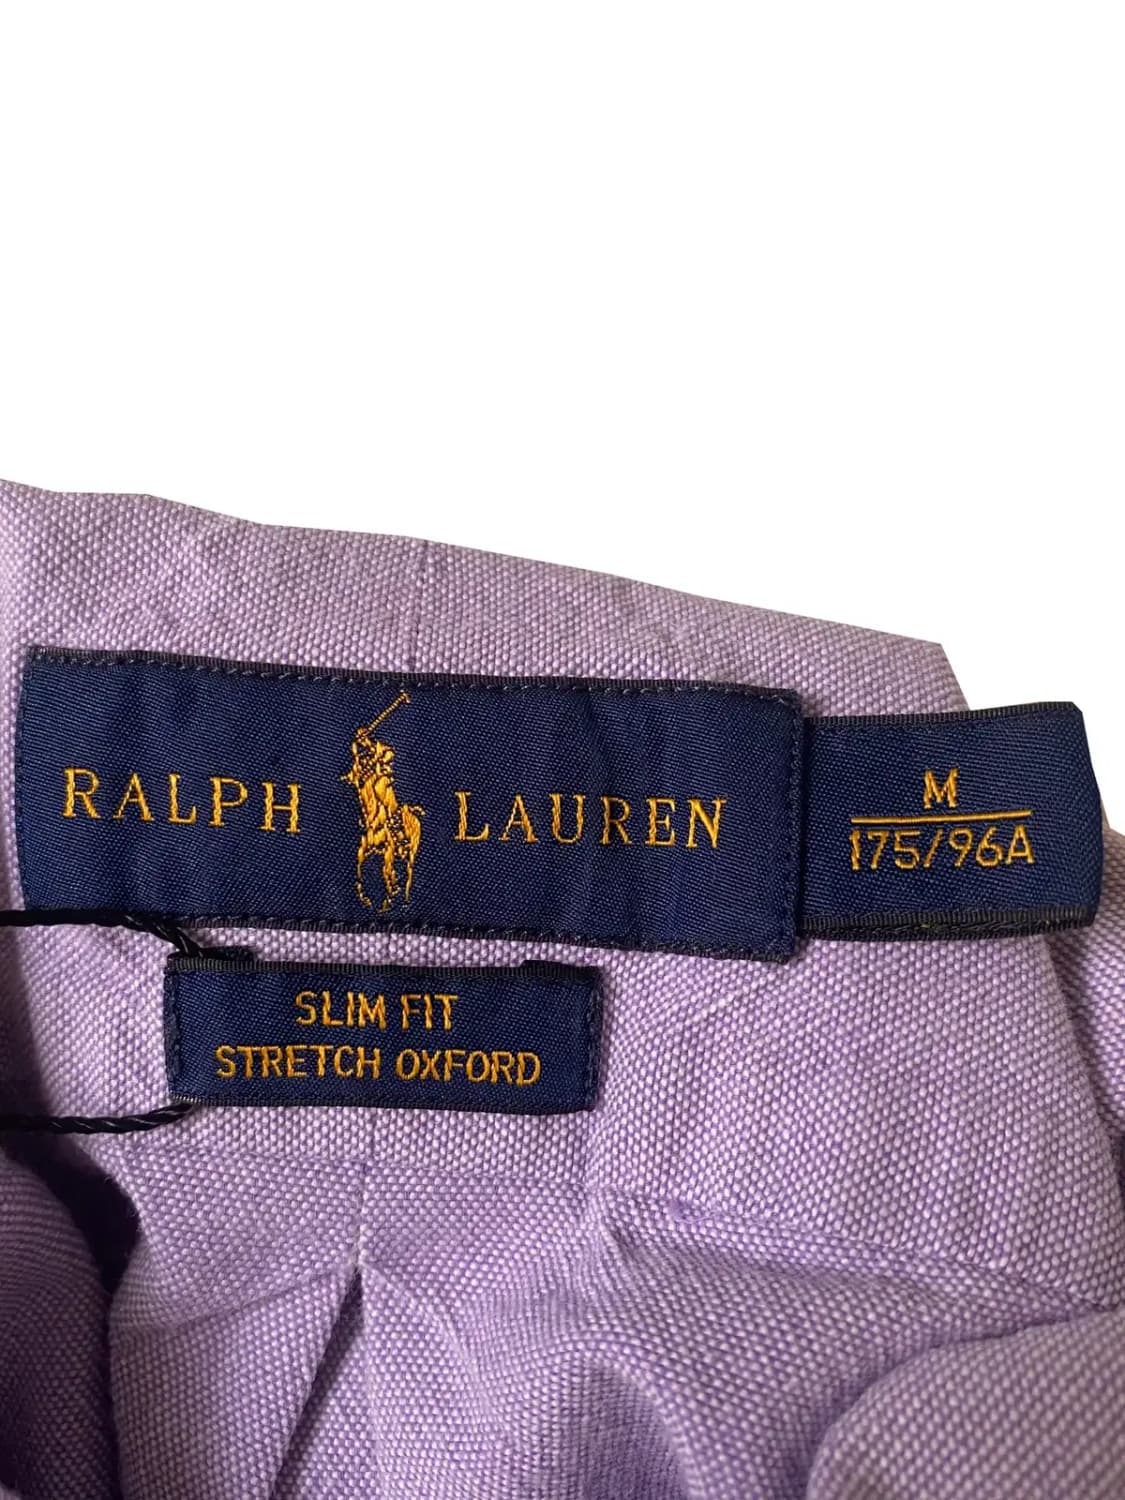 RALPH LAUREN
M
175/96A
SLIM FIT
STRETCH OXFORD